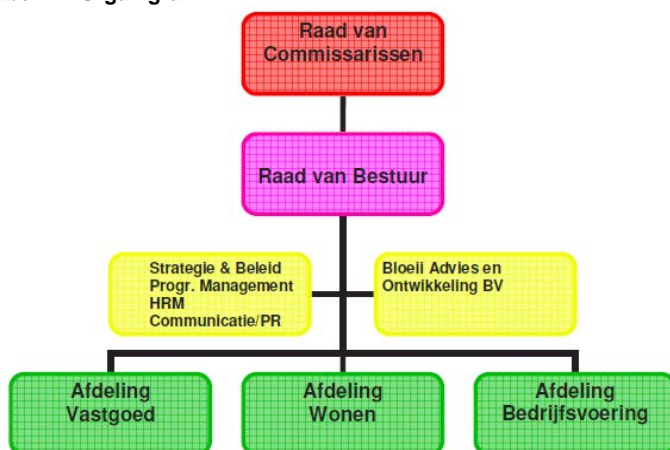 Raad van
Commissarissen
Raad van Bestuur
Strategie & Beleid
Progr. Management
HRM
Communicatie/PR
Bloeii Advies en
Ontwikkeling BV
Afdeling
Vastgoed
Afdeling
Wonen
Afdeling
Bedrijfsvoering